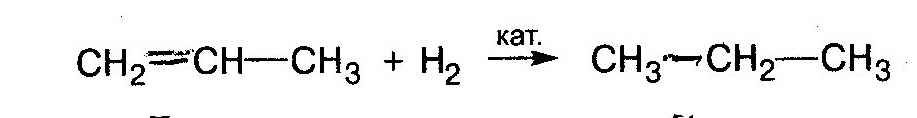 CH₂=CH—CH₃ + H₂ кат. → CH₃—CH₂—CH₃